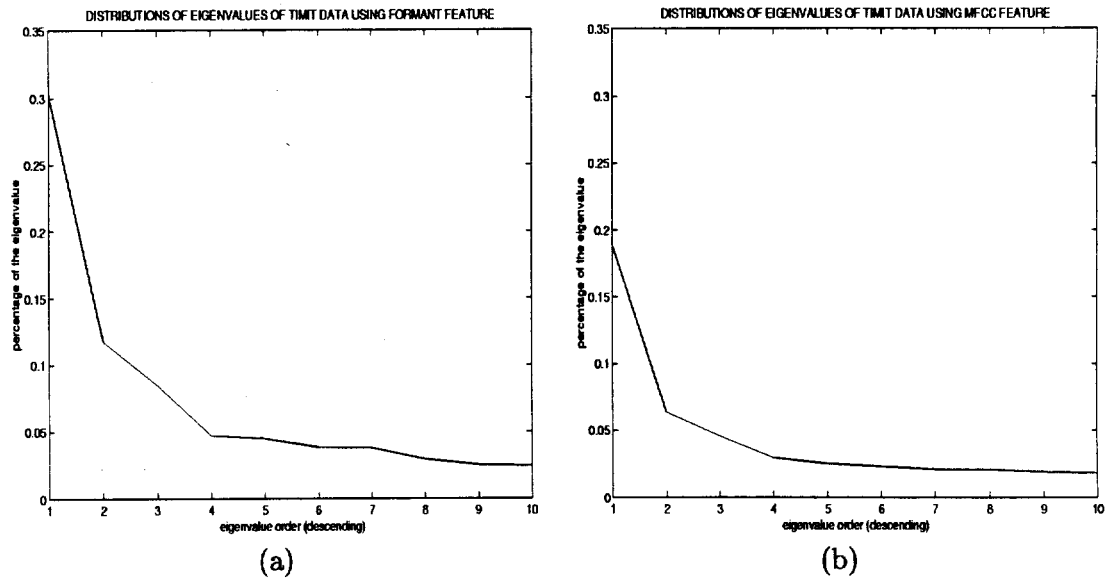 DISTRIBUTIONS OF EIGENVALUES OF TIMIT DATA USING FORMANT FEATURE
0.35
0.3
0.25
0.2
0.15
0.1
0.05
0
percentage of the eigenvalue
1 2 3 4 5 6 7 8 9 10
eigenvalue order (descending)
(a)
DISTRIBUTIONS OF EIGENVALUES OF TIMIT DATA USING MFCC FEATURE
0.35
0.3
0.25
0.2
0.15
0.1
0.05
0
percentage of the eigenvalue
1 2 3 4 5 6 7 8 9 10
eigenvalue order (descending)
(b)